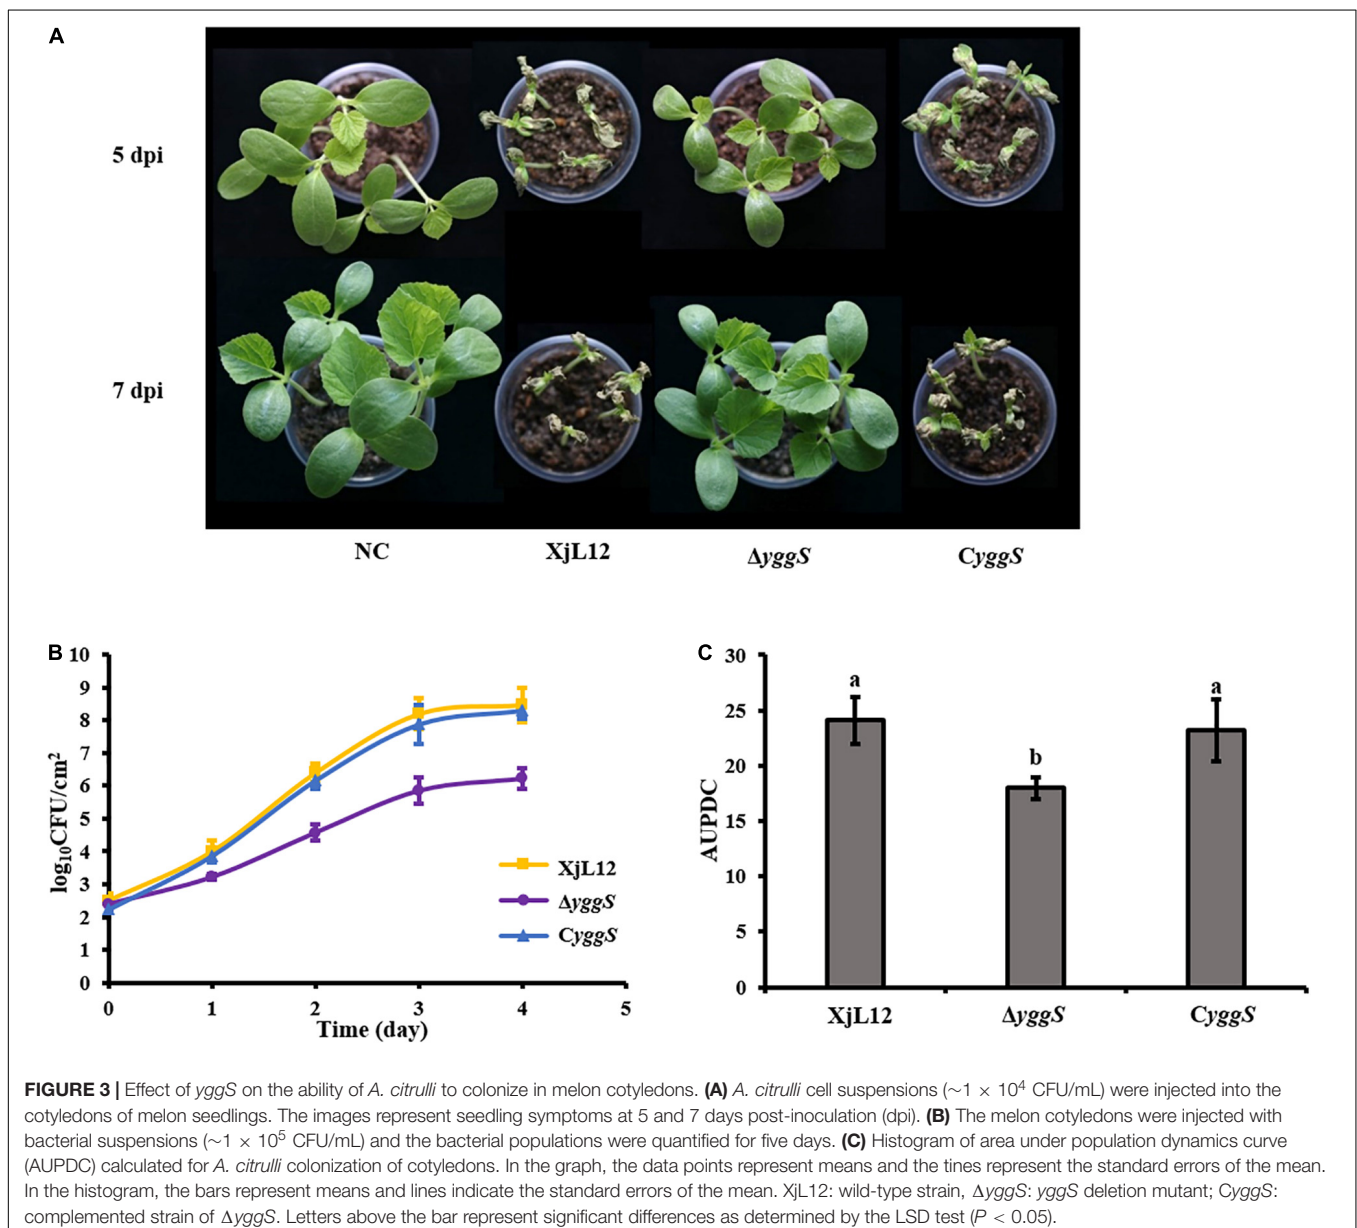 A
5 dpi
7 dpi
NC XjL12 ΔyggS CyggS
B
10
9
8
7
6
5
4
3
2
1
0
log10CFU/cm2
0 1 2 3 4 5
Time (day)
XjL12
ΔyggS
CyggS
C
30
25
20
15
10
5
0
AUPDC
a b a
XjL12 ΔyggS CyggS
FIGURE 3 | Effect of yggS on the ability of A. citrulli to colonize in melon cotyledons. (A) A. citrulli cell suspensions (∼1 × 10⁴ CFU/mL) were injected into the
cotyledons of melon seedlings. The images represent seedling symptoms at 5 and 7 days post-inoculation (dpi). (B) The melon cotyledons were injected with
bacterial suspensions (∼1 × 10⁵ CFU/mL) and the bacterial populations were quantified for five days. (C) Histogram of area under population dynamics curve
(AUPDC) calculated for A. citrulli colonization of cotyledons. In the graph, the data points represent means and the tines represent the standard errors of the mean.
In the histogram, the bars represent means and lines indicate the standard errors of the mean. XjL12: wild-type strain, ΔyggS: yggS deletion mutant; CyggS:
complemented strain of ΔyggS. Letters above the bar represent significant differences as determined by the LSD test (P < 0.05).